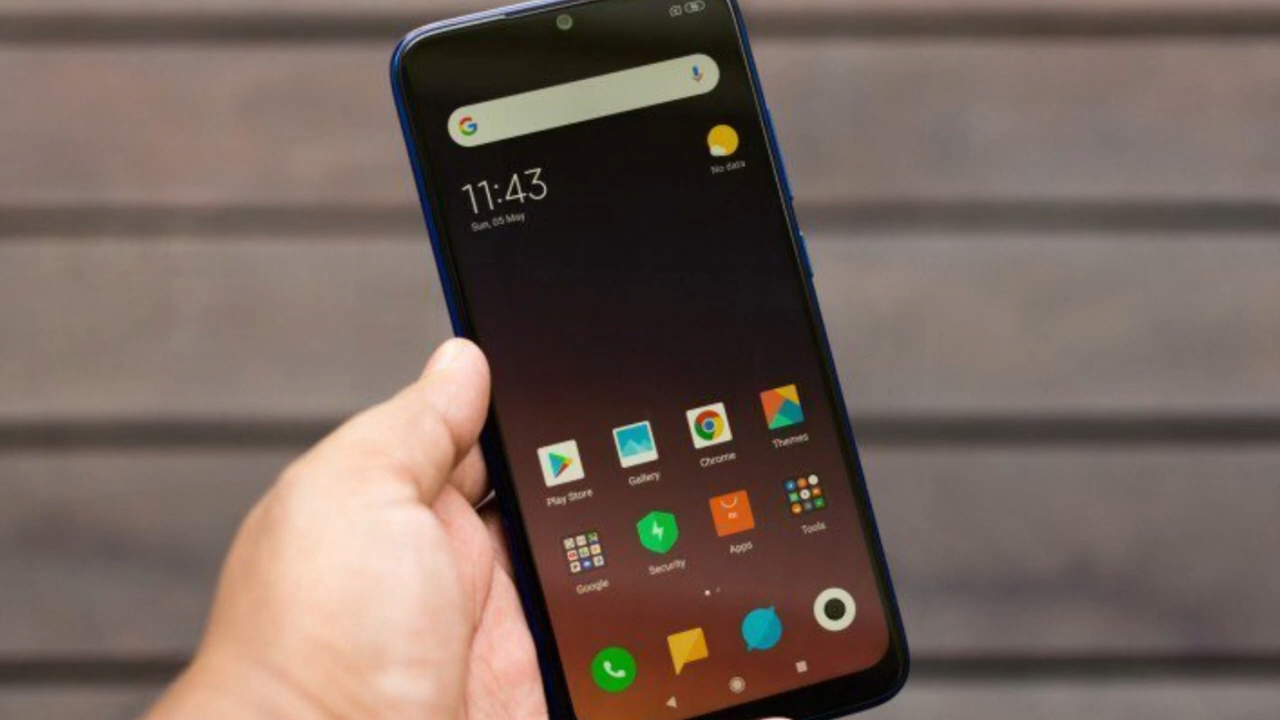 G
No data
11:43
Sun, 05 May
Play Store
Gallery
Chrome
Themes
Google
Security
Apps
Tools